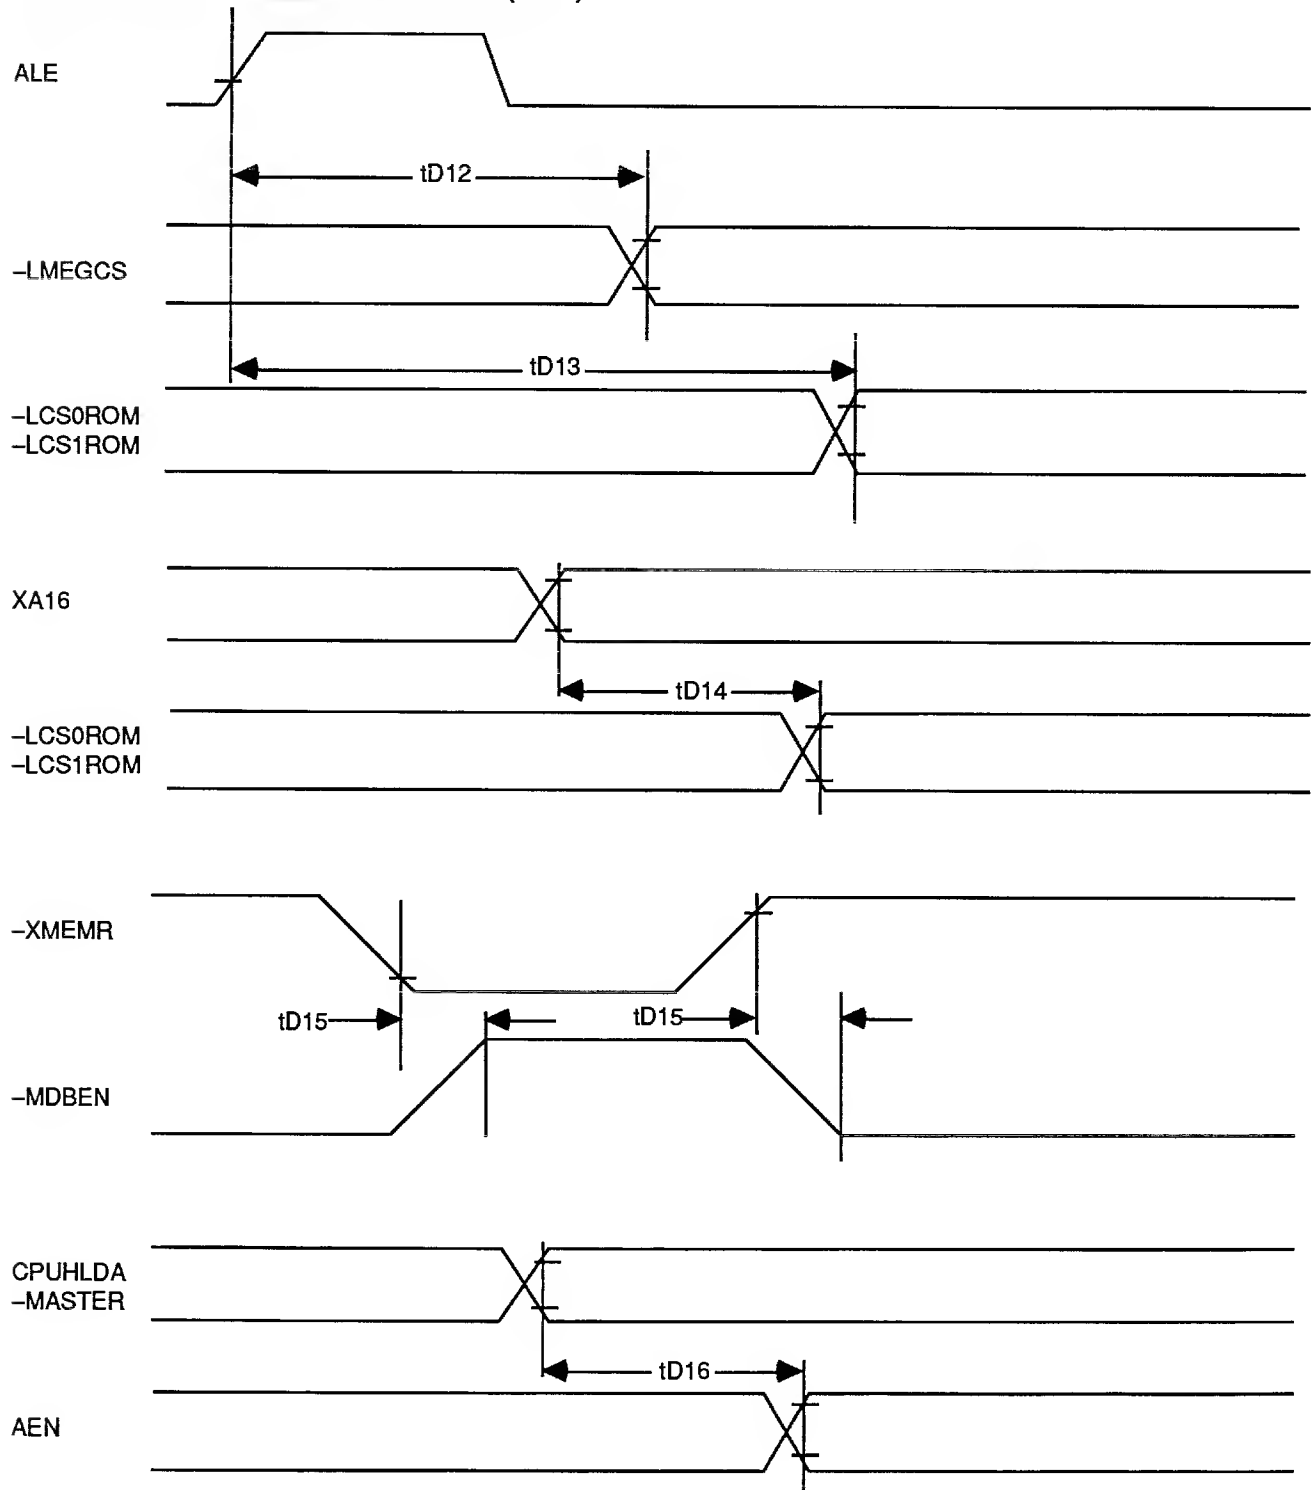 ALE
tD12
–LMEGCS
tD13
–LCS0ROM
–LCS1ROM
XA16
tD14
–LCS0ROM
–LCS1ROM
–XMEMR
tD15
tD15
–MDBEN
CPUHLDA
–MASTER
tD16
AEN